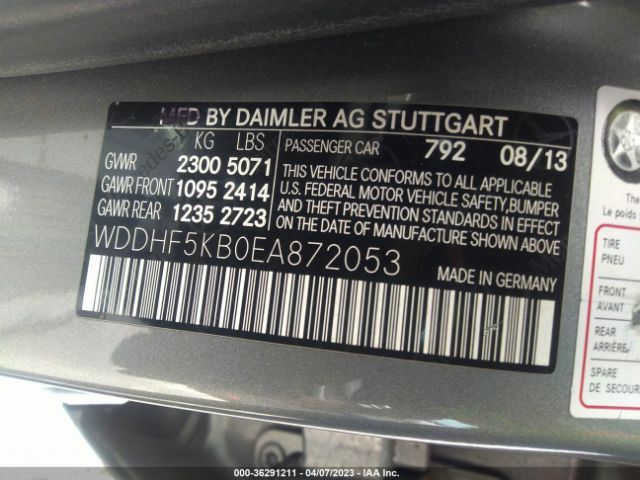 MFD BY DAIMLER AG STUTTGART
KG LBS PASSENGER CAR 792 08/13
GVWR 2300 5071
GAWR FRONT 1095 2414
GAWR REAR 1235 2723
THIS VEHICLE CONFORMS TO ALL APPLICABLE
U.S. FEDERAL MOTOR VEHICLE SAFETY, BUMPER
AND THEFT PREVENTION STANDARDS IN EFFECT
ON THE DATE OF MANUFACTURE SHOWN ABOVE.
WDDHF5KB0EA872053
MADE IN GERMANY
Le poids
TIRE
PNEU
FRONT
AVANT
REAR
ARRIÈRE
SPARE
DE SECOUR
000-36291211 - 04/07/2023 - IAA Inc.